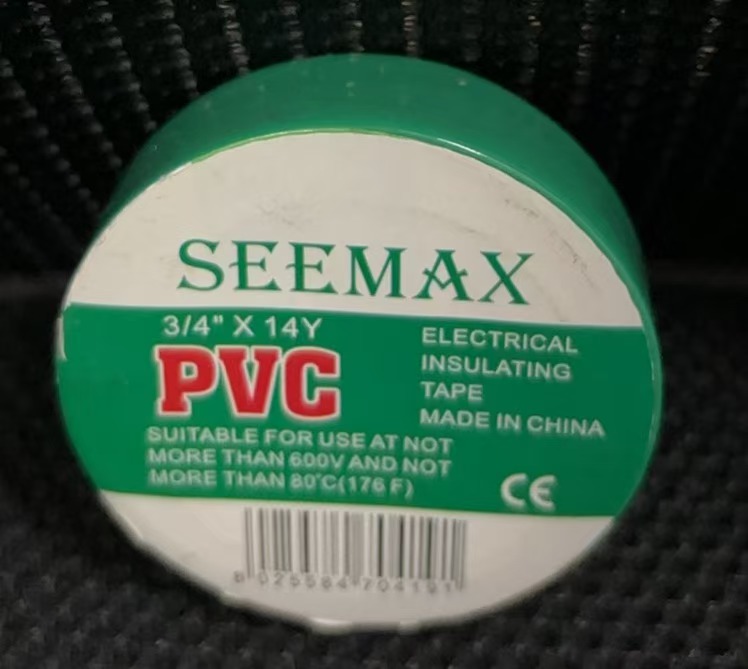 SEEMAX
3/4" X 14Y
PVC
ELECTRICAL
INSULATING
TAPE
MADE IN CHINA
SUITABLE FOR USE AT NOT
MORE THAN 600V AND NOT
MORE THAN 80°C(176 F)
CE